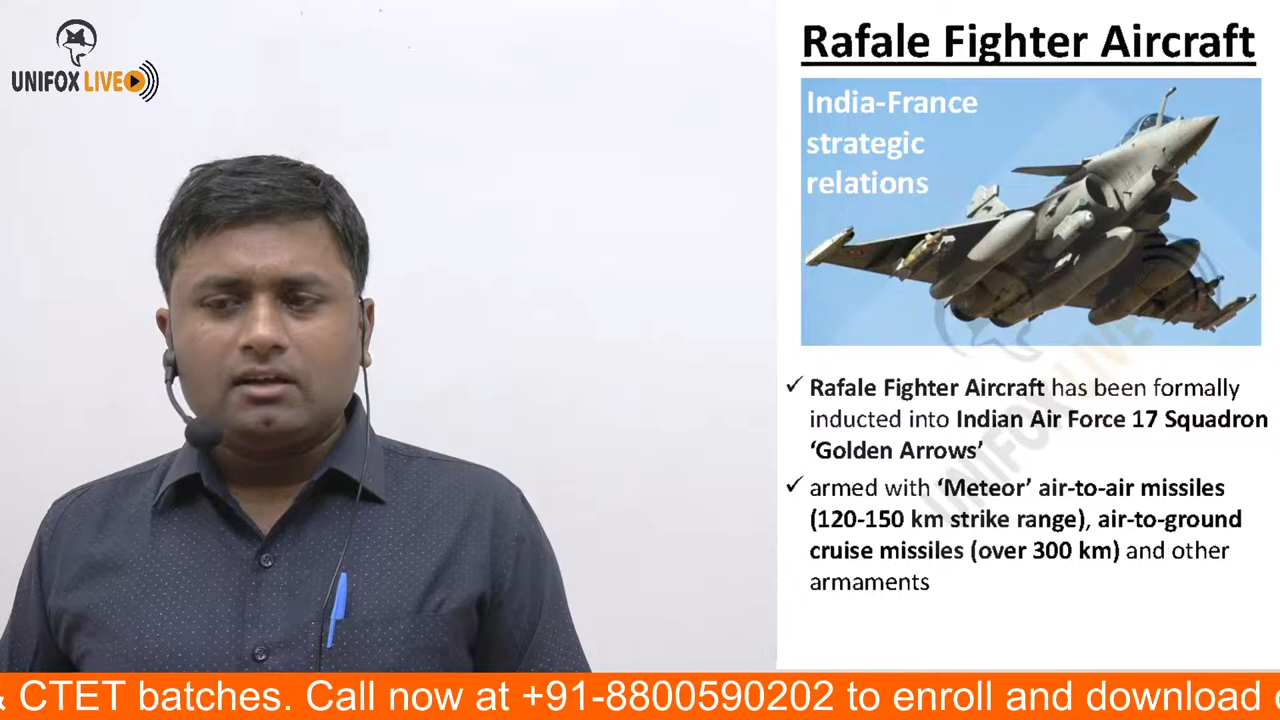 UNIFOX LIVE
Rafale Fighter Aircraft
India-France
strategic
relations
✓ Rafale Fighter Aircraft has been formally
inducted into Indian Air Force 17 Squadron
‘Golden Arrows’
✓ armed with ‘Meteor’ air-to-air missiles
(120-150 km strike range), air-to-ground
cruise missiles (over 300 km) and other
armaments
UNIFOX LIVE
& CTET batches. Call now at +91-8800590202 to enroll and download